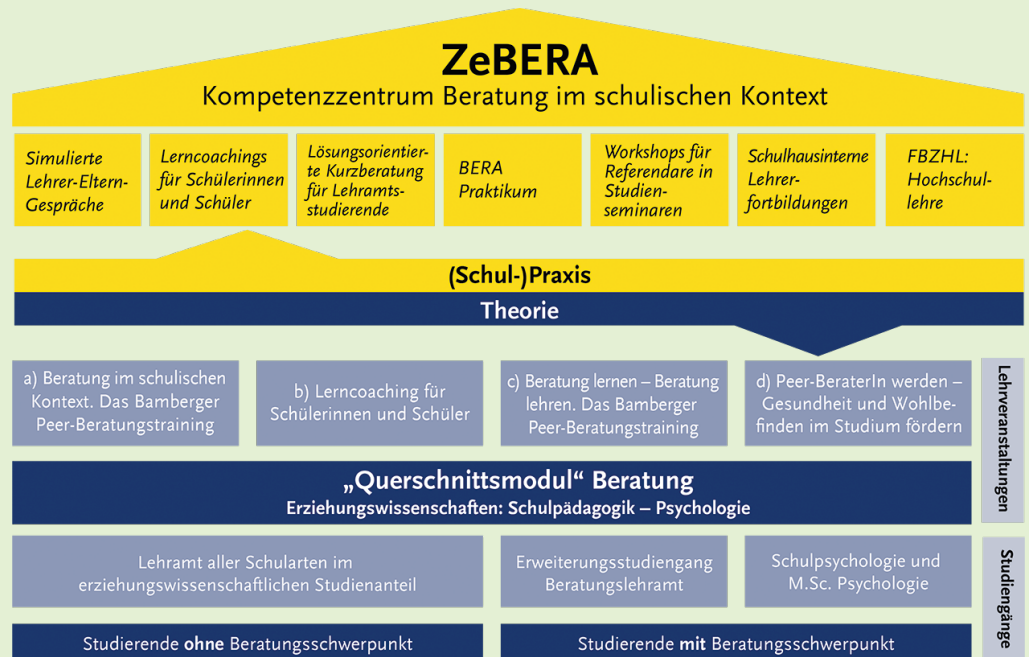 ZeBERA
Kompetenzzentrum Beratung im schulischen Kontext
Simulierte
Lehrer-Eltern-
Gespräche
Lerncoachings
für Schülerinnen
und Schüler
Lösungsorientier-
te Kurzberatung
für Lehramts-
studierende
BERA
Praktikum
Workshops für
Referendare in
Studien-
seminaren
Schulhausinterne
Lehrer-
fortbildungen
FBZHL:
Hochschul-
lehre
(Schul-)Praxis
Theorie
a) Beratung im schulischen
Kontext. Das Bamberger
Peer-Beratungstraining
b) Lerncoaching für
Schülerinnen und Schüler
c) Beratung lernen – Beratung
lehren. Das Bamberger
Peer-Beratungstraining
d) Peer-BeraterIn werden –
Gesundheit und Wohlbe-
finden im Studium fördern
Lehrveranstaltungen
„Querschnittsmodul“ Beratung
Erziehungswissenschaften: Schulpädagogik – Psychologie
Lehramt aller Schularten im
erziehungswissenschaftlichen Studienanteil
Erweiterungsstudiengang
Beratungslehramt
Schulpsychologie und
M.Sc. Psychologie
Studiengänge
Studierende ohne Beratungsschwerpunkt
Studierende mit Beratungsschwerpunkt